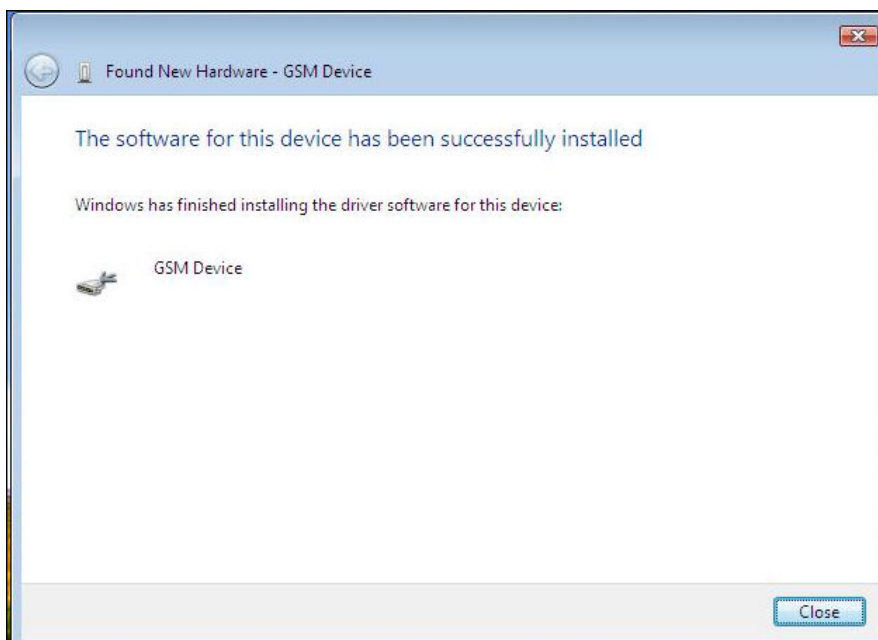 Found New Hardware - GSM Device
The software for this device has been successfully installed
Windows has finished installing the driver software for this device:
GSM Device
Close